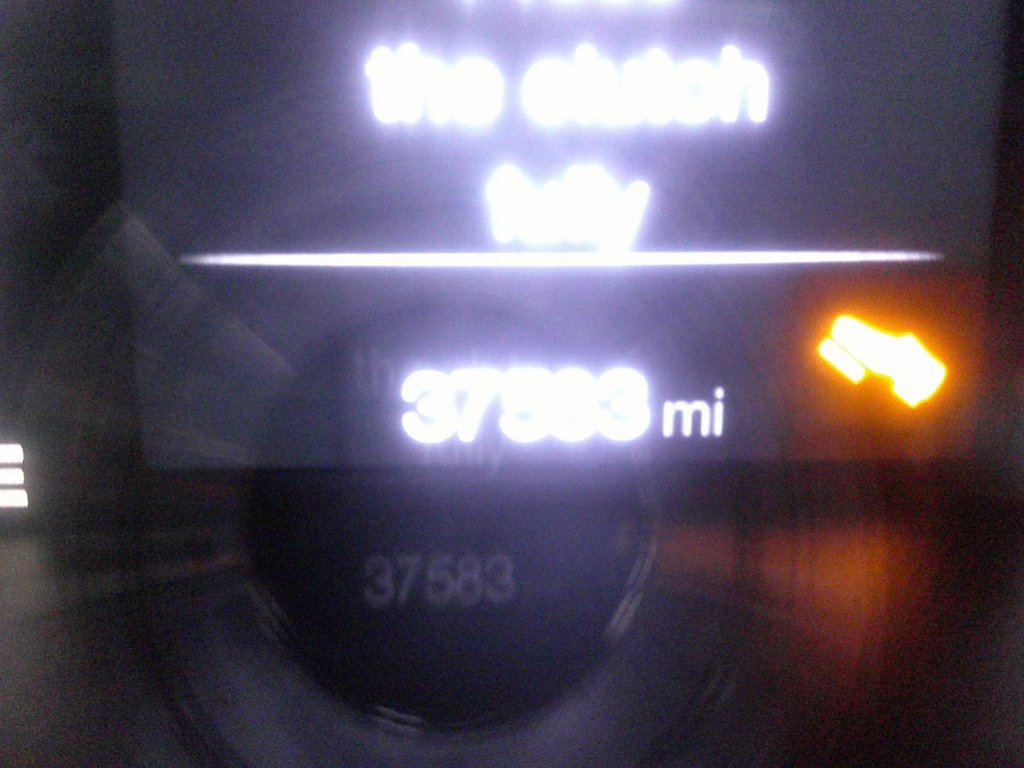 the clutch
fully
37583 mi
37583